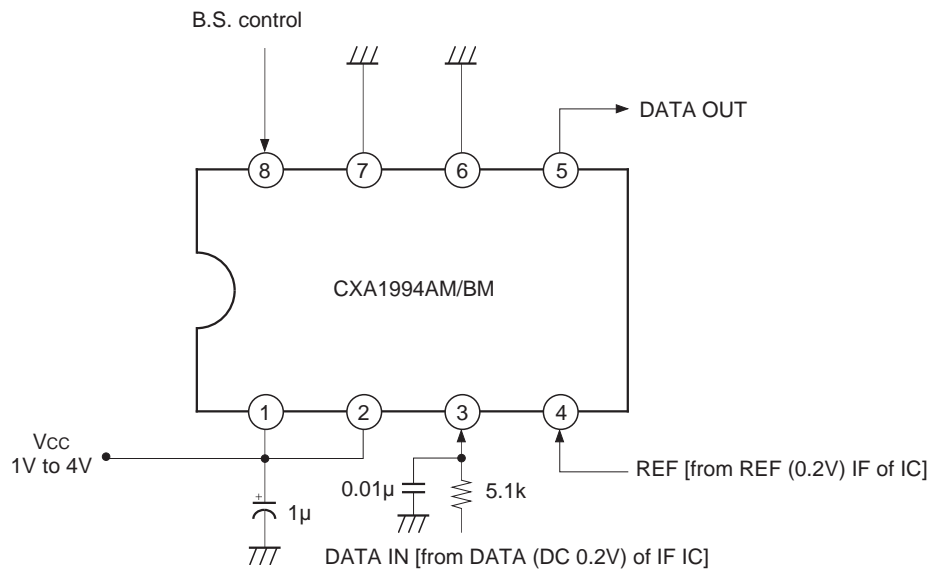 B.S. control
DATA OUT
8
7
6
5
CXA1994AM/BM
1
2
3
4
VCC
1V to 4V
REF [from REF (0.2V) IF of IC]
0.01μ
5.1k
+
1μ
DATA IN [from DATA (DC 0.2V) of IF IC]